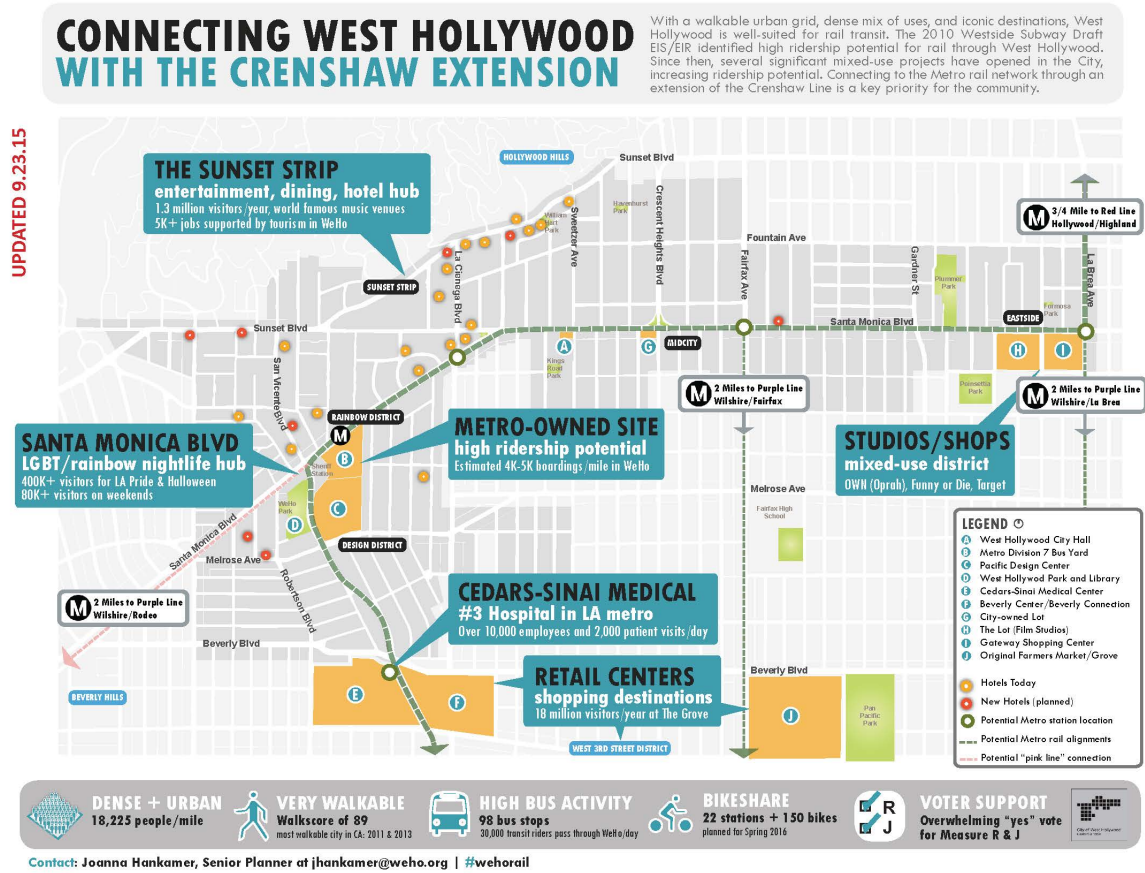 CONNECTING WEST HOLLYWOOD
WITH THE CRENSHAW EXTENSION
With a walkable urban grid, dense mix of uses, and iconic destinations, West
Hollywood is well-suited for rail transit. The 2010 Westside Subway Draft
EIS/EIR identified high ridership potential for rail through West Hollywood.
Since then, several significant mixed-use projects have opened in the City,
increasing ridership potential. Connecting to the Metro rail network through an
extension of the Crenshaw Line is a key priority for the community.
UPDATED 9.23.15
HOLLYWOOD HILLS
Sunset Blvd
THE SUNSET STRIP
entertainment, dining, hotel hub
1.3 million visitors/year, world famous music venues
5K+ jobs supported by tourism in WeHo
SUNSET STRIP
William
Hart
Park
Havenhurst
Park
Sweetzer Ave
Crescent Heights Blvd
La Cienega Blvd
Fountain Ave
Fairfax Ave
Gardner St
Plummer
Park
Formosa
Park
La Brea Ave
M
3/4 Mile to Red Line
Hollywood/Highland
Sunset Blvd
Santa Monica Blvd
EASTSIDE
A
G
MIDCITY
H
I
Kings
Road
Park
Poinsettia
Park
San Vicente Blvd
M
2 Miles to Purple Line
Wilshire/Fairfax
M
2 Miles to Purple Line
Wilshire/La Brea
RAINBOW DISTRICT
M
SANTA MONICA BLVD
LGBT/rainbow nightlife hub
400K+ visitors for LA Pride & Halloween
80K+ visitors on weekends
METRO-OWNED SITE
high ridership potential
Estimated 4K-5K boardings/mile in WeHo
STUDIOS/SHOPS
mixed-use district
OWN (Oprah), Funny or Die, Target
Sheriff
Station
B
C
D
WeHo
Park
DESIGN DISTRICT
Melrose Ave
Fairfax High
School
Santa Monica Blvd
Melrose Ave
Robertson Blvd
M
2 Miles to Purple Line
Wilshire/Rodeo
CEDARS-SINAI MEDICAL
#3 Hospital in LA metro
Over 10,000 employees and 2,000 patient visits/day
Beverly Blvd
Beverly Blvd
BEVERLY HILLS
E
F
RETAIL CENTERS
shopping destinations
18 million visitors/year at The Grove
WEST 3RD STREET DISTRICT
J
Pan
Pacific
Park
LEGEND
A West Hollywood City Hall
B Metro Division 7 Bus Yard
C Pacific Design Center
D West Hollywod Park and Library
E Cedars-Sinai Medical Center
F Beverly Center/Beverly Connection
G City-owned Lot
H The Lot (Film Studios)
I Gateway Shopping Center
J Original Farmers Market/Grove
Hotels Today
New Hotels (planned)
Potential Metro station location
Potential Metro rail alignments
Potential "pink line" connection
DENSE + URBAN
18,225 people/mile
VERY WALKABLE
Walkscore of 89
most walkable city in CA: 2011 & 2013
HIGH BUS ACTIVITY
98 bus stops
30,000 transit riders pass through WeHo/day
BIKESHARE
22 stations + 150 bikes
planned for Spring 2016
R
J
VOTER SUPPORT
Overwhelming "yes" vote
for Measure R & J
City of West Hollywood
Contact: Joanna Hankamer, Senior Planner at jhankamer@weho.org | #wehorail